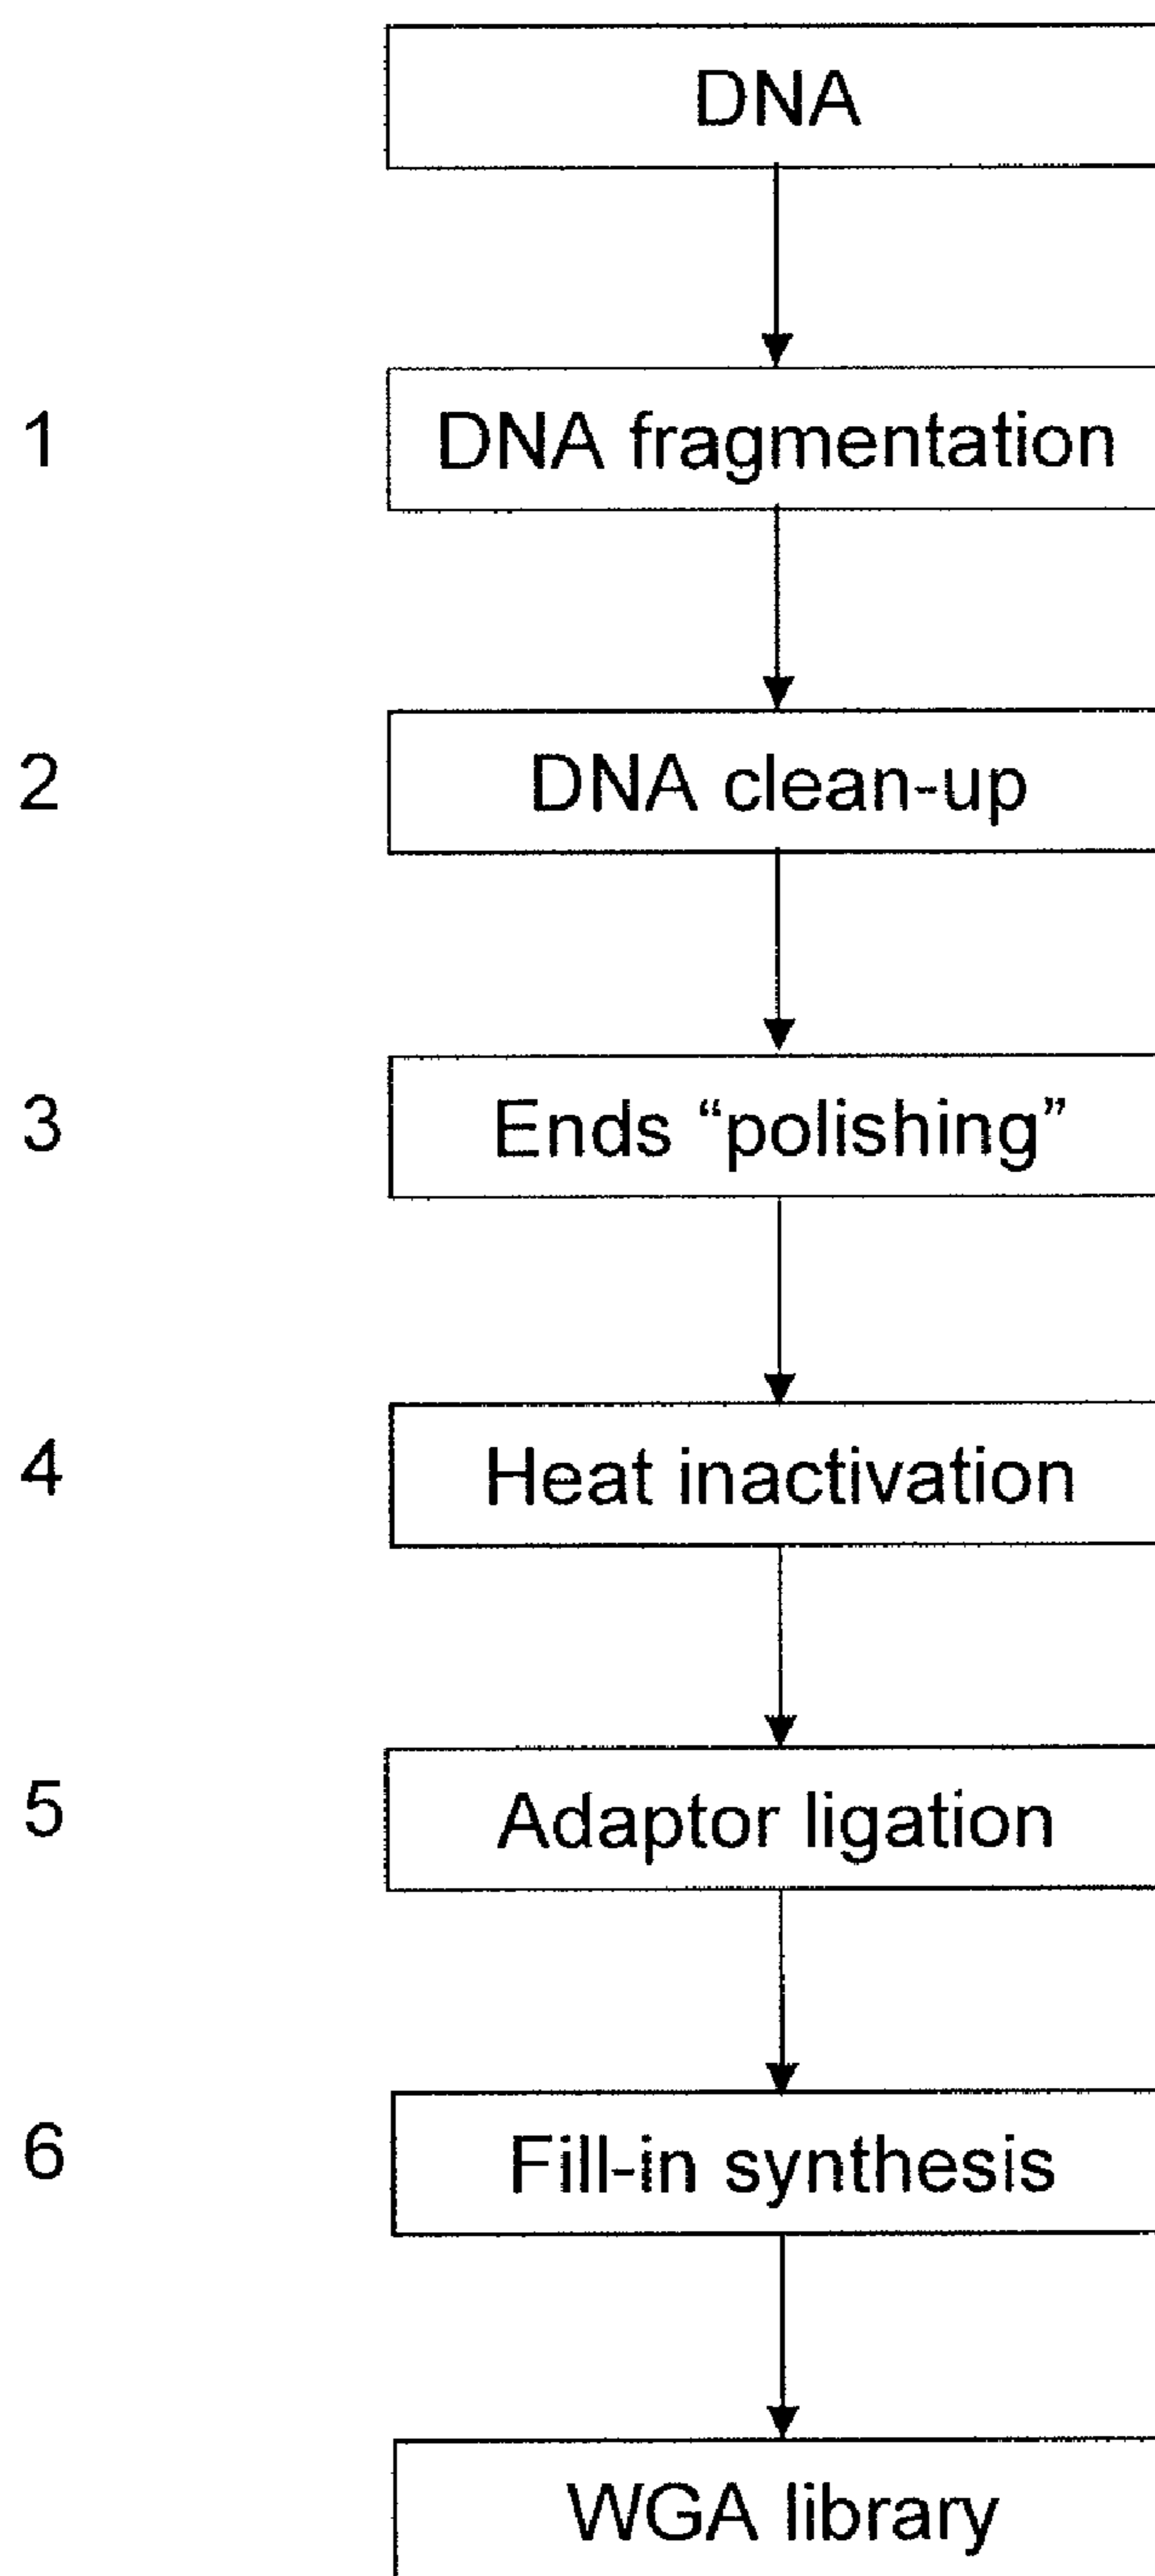 DNA
1 DNA fragmentation
2 DNA clean-up
3 Ends “polishing”
4 Heat inactivation
5 Adaptor ligation
6 Fill-in synthesis
WGA library